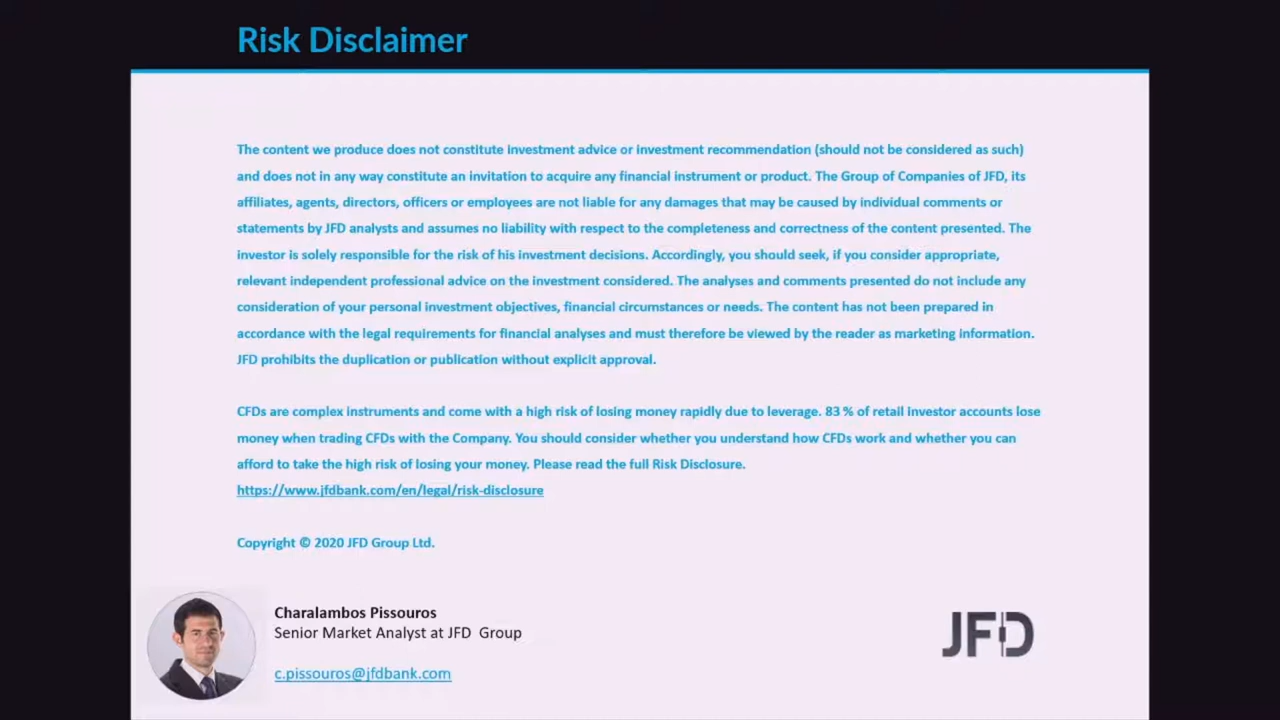 Risk Disclaimer
The content we produce does not constitute investment advice or investment recommendation (should not be considered as such)
and does not in any way constitute an invitation to acquire any financial instrument or product. The Group of Companies of JFD, its
affiliates, agents, directors, officers or employees are not liable for any damages that may be caused by individual comments or
statements by JFD analysts and assumes no liability with respect to the completeness and correctness of the content presented. The
investor is solely responsible for the risk of his investment decisions. Accordingly, you should seek, if you consider appropriate,
relevant independent professional advice on the investment considered. The analyses and comments presented do not include any
consideration of your personal investment objectives, financial circumstances or needs. The content has not been prepared in
accordance with the legal requirements for financial analyses and must therefore be viewed by the reader as marketing information.
JFD prohibits the duplication or publication without explicit approval.
CFDs are complex instruments and come with a high risk of losing money rapidly due to leverage. 83 % of retail investor accounts lose
money when trading CFDs with the Company. You should consider whether you understand how CFDs work and whether you can
afford to take the high risk of losing your money. Please read the full Risk Disclosure.
https://www.jfdbank.com/en/legal/risk-disclosure
Copyright © 2020 JFD Group Ltd.
Charalambos Pissouros
Senior Market Analyst at JFD Group
c.pissouros@jfdbank.com
JFD